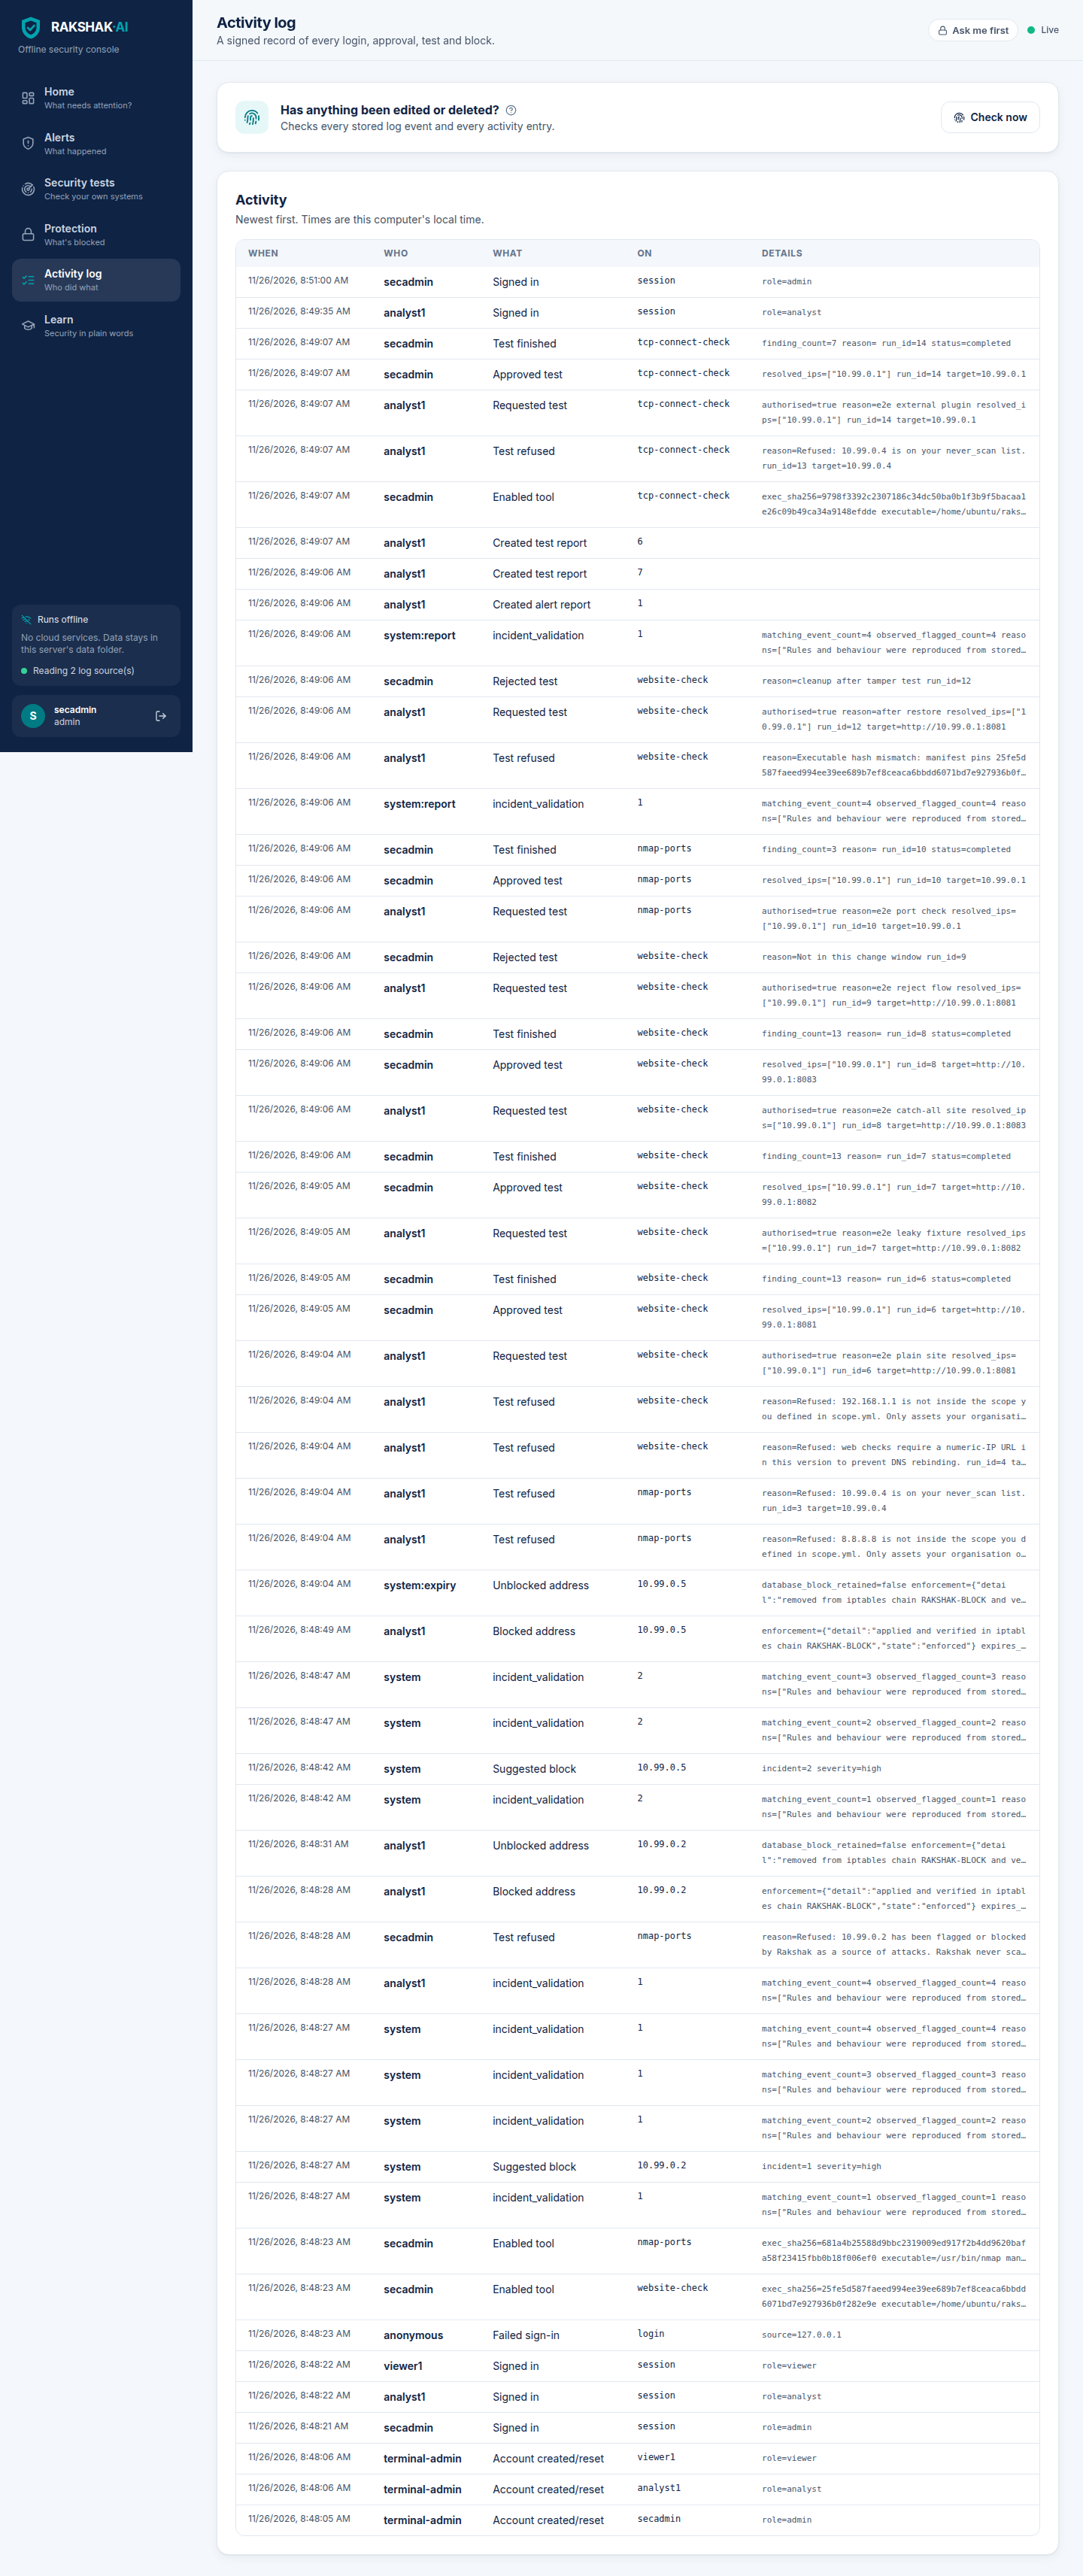 RAKSHAK·AI
Offline security console
Home
What needs attention?
Alerts
What happened
Security tests
Check your own systems
Protection
What's blocked
Activity log
Who did what
Learn
Security in plain words
Runs offline
No cloud services. Data stays in
this server's data folder.
Reading 2 log source(s)
S
secadmin
admin
Activity log
A signed record of every login, approval, test and block.
Ask me first
Live
Has anything been edited or deleted?
Checks every stored log event and every activity entry.
Check now
Activity
Newest first. Times are this computer's local time.
WHEN WHO WHAT ON DETAILS
11/26/2026, 8:51:00 AM secadmin Signed in session role=admin
11/26/2026, 8:49:35 AM analyst1 Signed in session role=analyst
11/26/2026, 8:49:07 AM secadmin Test finished tcp-connect-check finding_count=7 reason= run_id=14 status=completed
11/26/2026, 8:49:07 AM secadmin Approved test tcp-connect-check resolved_ips=["10.99.0.1"] run_id=14 target=10.99.0.1
11/26/2026, 8:49:07 AM analyst1 Requested test tcp-connect-check authorised=true reason=e2e external plugin resolved_i
ps=["10.99.0.1"] run_id=14 target=10.99.0.1
11/26/2026, 8:49:07 AM analyst1 Test refused tcp-connect-check reason=Refused: 10.99.0.4 is on your never_scan list.
run_id=13 target=10.99.0.4
11/26/2026, 8:49:07 AM secadmin Enabled tool tcp-connect-check exec_sha256=9798f3392c2307186c34dc50ba0b1f3b9f5bacaa1
e26c09b49ca34a9148efdde executable=/home/ubuntu/raks…
11/26/2026, 8:49:07 AM analyst1 Created test report 6
11/26/2026, 8:49:06 AM analyst1 Created test report 7
11/26/2026, 8:49:06 AM analyst1 Created alert report 1
11/26/2026, 8:49:06 AM system:report incident_validation 1 matching_event_count=4 observed_flagged_count=4 reaso
ns=["Rules and behaviour were reproduced from stored…
11/26/2026, 8:49:06 AM secadmin Rejected test website-check reason=cleanup after tamper test run_id=12
11/26/2026, 8:49:06 AM analyst1 Requested test website-check authorised=true reason=after restore resolved_ips=["1
0.99.0.1"] run_id=12 target=http://10.99.0.1:8081
11/26/2026, 8:49:06 AM analyst1 Test refused website-check reason=Executable hash mismatch: manifest pins 25fe5d
587faeed994ee39ee689b7ef8ceaca6bbdd6071bd7e927936b0f…
11/26/2026, 8:49:06 AM system:report incident_validation 1 matching_event_count=4 observed_flagged_count=4 reaso
ns=["Rules and behaviour were reproduced from stored…
11/26/2026, 8:49:06 AM secadmin Test finished nmap-ports finding_count=3 reason= run_id=10 status=completed
11/26/2026, 8:49:06 AM secadmin Approved test nmap-ports resolved_ips=["10.99.0.1"] run_id=10 target=10.99.0.1
11/26/2026, 8:49:06 AM analyst1 Requested test nmap-ports authorised=true reason=e2e port check resolved_ips=
["10.99.0.1"] run_id=10 target=10.99.0.1
11/26/2026, 8:49:06 AM secadmin Rejected test website-check reason=Not in this change window run_id=9
11/26/2026, 8:49:06 AM analyst1 Requested test website-check authorised=true reason=e2e reject flow resolved_ips=
["10.99.0.1"] run_id=9 target=http://10.99.0.1:8081
11/26/2026, 8:49:06 AM secadmin Test finished website-check finding_count=13 reason= run_id=8 status=completed
11/26/2026, 8:49:06 AM secadmin Approved test website-check resolved_ips=["10.99.0.1"] run_id=8 target=http://10.
99.0.1:8083
11/26/2026, 8:49:06 AM analyst1 Requested test website-check authorised=true reason=e2e catch-all site resolved_ip
s=["10.99.0.1"] run_id=8 target=http://10.99.0.1:8083
11/26/2026, 8:49:06 AM secadmin Test finished website-check finding_count=13 reason= run_id=7 status=completed
11/26/2026, 8:49:05 AM secadmin Approved test website-check resolved_ips=["10.99.0.1"] run_id=7 target=http://10.
99.0.1:8082
11/26/2026, 8:49:05 AM analyst1 Requested test website-check authorised=true reason=e2e leaky fixture resolved_ips
=["10.99.0.1"] run_id=7 target=http://10.99.0.1:8082
11/26/2026, 8:49:05 AM secadmin Test finished website-check finding_count=13 reason= run_id=6 status=completed
11/26/2026, 8:49:05 AM secadmin Approved test website-check resolved_ips=["10.99.0.1"] run_id=6 target=http://10.
99.0.1:8081
11/26/2026, 8:49:04 AM analyst1 Requested test website-check authorised=true reason=e2e plain site resolved_ips=
["10.99.0.1"] run_id=6 target=http://10.99.0.1:8081
11/26/2026, 8:49:04 AM analyst1 Test refused website-check reason=Refused: 192.168.1.1 is not inside the scope y
ou defined in scope.yml. Only assets your organisati…
11/26/2026, 8:49:04 AM analyst1 Test refused website-check reason=Refused: web checks require a numeric-IP URL i
n this version to prevent DNS rebinding. run_id=4 ta…
11/26/2026, 8:49:04 AM analyst1 Test refused nmap-ports reason=Refused: 10.99.0.4 is on your never_scan list.
run_id=3 target=10.99.0.4
11/26/2026, 8:49:04 AM analyst1 Test refused nmap-ports reason=Refused: 8.8.8.8 is not inside the scope you d
efined in scope.yml. Only assets your organisation o…
11/26/2026, 8:49:04 AM system:expiry Unblocked address 10.99.0.5 database_block_retained=false enforcement={"detai
l":"removed from iptables chain RAKSHAK-BLOCK and ve…
11/26/2026, 8:48:49 AM analyst1 Blocked address 10.99.0.5 enforcement={"detail":"applied and verified in iptabl
es chain RAKSHAK-BLOCK","state":"enforced"} expires_…
11/26/2026, 8:48:47 AM system incident_validation 2 matching_event_count=3 observed_flagged_count=3 reaso
ns=["Rules and behaviour were reproduced from stored…
11/26/2026, 8:48:47 AM system incident_validation 2 matching_event_count=2 observed_flagged_count=2 reaso
ns=["Rules and behaviour were reproduced from stored…
11/26/2026, 8:48:42 AM system Suggested block 10.99.0.5 incident=2 severity=high
11/26/2026, 8:48:42 AM system incident_validation 2 matching_event_count=1 observed_flagged_count=1 reaso
ns=["Rules and behaviour were reproduced from stored…
11/26/2026, 8:48:31 AM analyst1 Unblocked address 10.99.0.2 database_block_retained=false enforcement={"detai
l":"removed from iptables chain RAKSHAK-BLOCK and ve…
11/26/2026, 8:48:28 AM analyst1 Blocked address 10.99.0.2 enforcement={"detail":"applied and verified in iptabl
es chain RAKSHAK-BLOCK","state":"enforced"} expires_…
11/26/2026, 8:48:28 AM secadmin Test refused nmap-ports reason=Refused: 10.99.0.2 has been flagged or blocked
by Rakshak as a source of attacks. Rakshak never sca…
11/26/2026, 8:48:28 AM analyst1 incident_validation 1 matching_event_count=4 observed_flagged_count=4 reaso
ns=["Rules and behaviour were reproduced from stored…
11/26/2026, 8:48:27 AM system incident_validation 1 matching_event_count=4 observed_flagged_count=4 reaso
ns=["Rules and behaviour were reproduced from stored…
11/26/2026, 8:48:27 AM system incident_validation 1 matching_event_count=3 observed_flagged_count=3 reaso
ns=["Rules and behaviour were reproduced from stored…
11/26/2026, 8:48:27 AM system incident_validation 1 matching_event_count=2 observed_flagged_count=2 reaso
ns=["Rules and behaviour were reproduced from stored…
11/26/2026, 8:48:27 AM system Suggested block 10.99.0.2 incident=1 severity=high
11/26/2026, 8:48:27 AM system incident_validation 1 matching_event_count=1 observed_flagged_count=1 reaso
ns=["Rules and behaviour were reproduced from stored…
11/26/2026, 8:48:23 AM secadmin Enabled tool nmap-ports exec_sha256=681a4b25588d9bbc2319009ed917f2b4dd9620baf
a58f23415fbb0b18f006ef0 executable=/usr/bin/nmap man…
11/26/2026, 8:48:23 AM secadmin Enabled tool website-check exec_sha256=25fe5d587faeed994ee39ee689b7ef8ceaca6bbdd
6071bd7e927936b0f282e9e executable=/home/ubuntu/raks…
11/26/2026, 8:48:23 AM anonymous Failed sign-in login source=127.0.0.1
11/26/2026, 8:48:22 AM viewer1 Signed in session role=viewer
11/26/2026, 8:48:22 AM analyst1 Signed in session role=analyst
11/26/2026, 8:48:21 AM secadmin Signed in session role=admin
11/26/2026, 8:48:06 AM terminal-admin Account created/reset viewer1 role=viewer
11/26/2026, 8:48:06 AM terminal-admin Account created/reset analyst1 role=analyst
11/26/2026, 8:48:05 AM terminal-admin Account created/reset secadmin role=admin